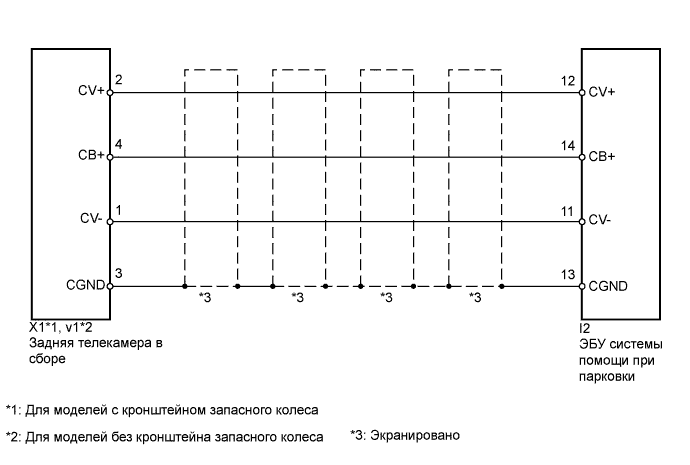 2 12
CV+ CV+
4 14
CB+ CB+
1 11
CV- CV-
3 13
CGND CGND
*3 *3 *3 *3
X1*1, v1*2
Задняя телекамера в
сборе
I2
ЭБУ системы
помощи при
парковки
*1: Для моделей с кронштейном запасного колеса
*2: Для моделей без кронштейна запасного колеса
*3: Экранировано